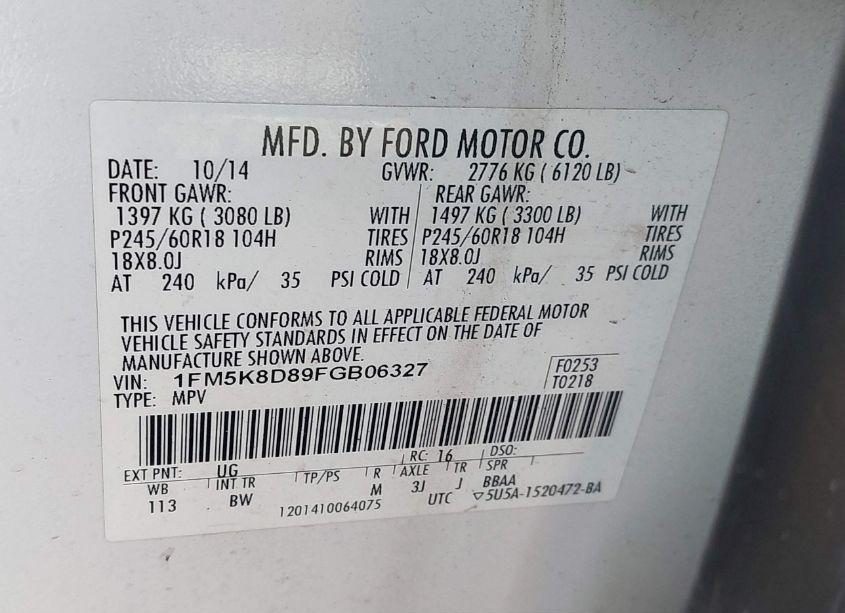 MFD. BY FORD MOTOR CO.
DATE: 10/14 GVWR: 2776 KG ( 6120 LB)
FRONT GAWR: REAR GAWR:
1397 KG ( 3080 LB) WITH 1497 KG ( 3300 LB) WITH
P245/60R18 104H TIRES P245/60R18 104H TIRES
18X8.0J RIMS 18X8.0J RIMS
AT 240 kPa/ 35 PSI COLD AT 240 kPa/ 35 PSI COLD
THIS VEHICLE CONFORMS TO ALL APPLICABLE FEDERAL MOTOR
VEHICLE SAFETY STANDARDS IN EFFECT ON THE DATE OF
MANUFACTURE SHOWN ABOVE.
VIN: 1FM5K8D89FGB06327 F0253
TYPE: MPV T0218
EXT PNT: UG RC: 16 DSO:
WB INT TR TP/PS R AXLE TR SPR
113 BW M 3J J BBAA
1201410064075 UTC ▽5U5A-1520472-BA